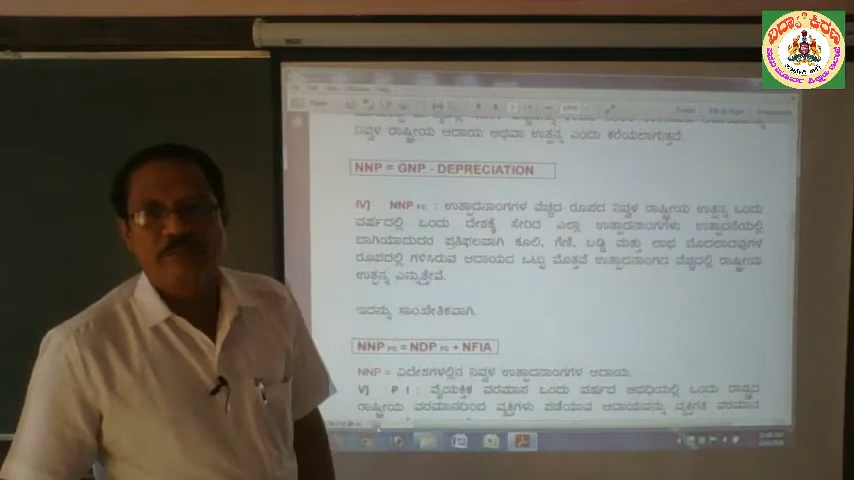 ವಿದ್ಯಾಕಿರಣ
ನಿವ್ವಳ ರಾಷ್ಟ್ರೀಯ ಆದಾಯ ಅಥವಾ ಉತ್ಪನ್ನ ಎಂದು ಕರೆಯಲಾಗುತ್ತದೆ.
NNP = GNP - DEPRECIATION
IV] NNP FC : ಉತ್ಪಾದನಾಂಗಗಳ ವೆಚ್ಚದ ರೂಪದ ನಿವ್ವಳ ರಾಷ್ಟ್ರೀಯ ಉತ್ಪನ್ನ ಒಂದು
ವರ್ಷದಲ್ಲಿ ಒಂದು ದೇಶಕ್ಕೆ ಸೇರಿದ ಎಲ್ಲಾ ಉತ್ಪಾದನಾಂಗಗಳು ಉತ್ಪಾದನೆಯಲ್ಲಿ
ದಾಗಿಯಾದುದರ ಪ್ರತಿಫಲವಾಗಿ ಕೂಲಿ, ಗೇಣಿ, ಬಡ್ಡಿ ಮತ್ತು ಲಾಭ ಮೊದಲಾದವುಗಳ
ರೂಪದಲ್ಲಿ ಗಳಿಸಿರುವ ಆದಾಯದ ಒಟ್ಟು ಮೊತ್ತವೆ ಉತ್ಪಾದನಾಂಗದ ವೆಚ್ಚದಲ್ಲಿ ರಾಷ್ಟ್ರೀಯ
ಉತ್ಪನ್ನ ಎನ್ನುತ್ತೇವೆ.
ಇದನ್ನು ಸಾಂಖೇತಿಕವಾಗಿ.
NNP FC = NDP FC + NFIA
NNP = ವಿದೇಶಗಳಲ್ಲಿನ ನಿವ್ವಳ ಉತ್ಪಾದನಾಂಗಗಳ ಆದಾಯ.
V] P I : ವೈಯಕ್ತಿಕ ವರಮಾನ ಒಂದು ವರ್ಷದ ಅವಧಿಯಲ್ಲಿ ಒಂದು ರಾಷ್ಟ್ರದ
ರಾಷ್ಟ್ರೀಯ ವರಮಾನದಿಂದ ವ್ಯಕ್ತಿಗಳು ಪಡೆಯುವ ಆದಾಯವನ್ನು ವ್ಯಕ್ತಿಗತ ವರಮಾನ